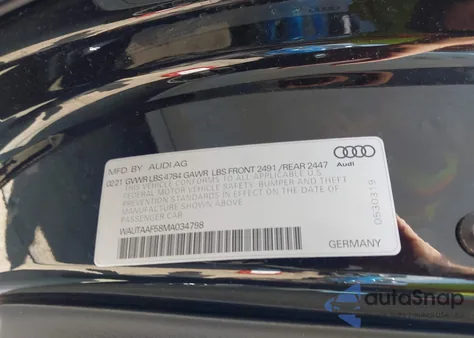 MFD. BY AUDI AG
0221 GVWR LBS 4784 GAWR LBS FRONT 2491 /REAR 2447
THIS VEHICLE CONFORMS TO ALL APPLICABLE U.S.
FEDERAL MOTOR VEHICLE SAFETY, BUMPER AND THEFT
PREVENTION STANDARDS IN EFFECT ON THE DATE OF
MANUFACTURE SHOWN ABOVE
PASSENGER CAR
WAUTAAF58MA034798
Audi
0530319
GERMANY
autoSnap